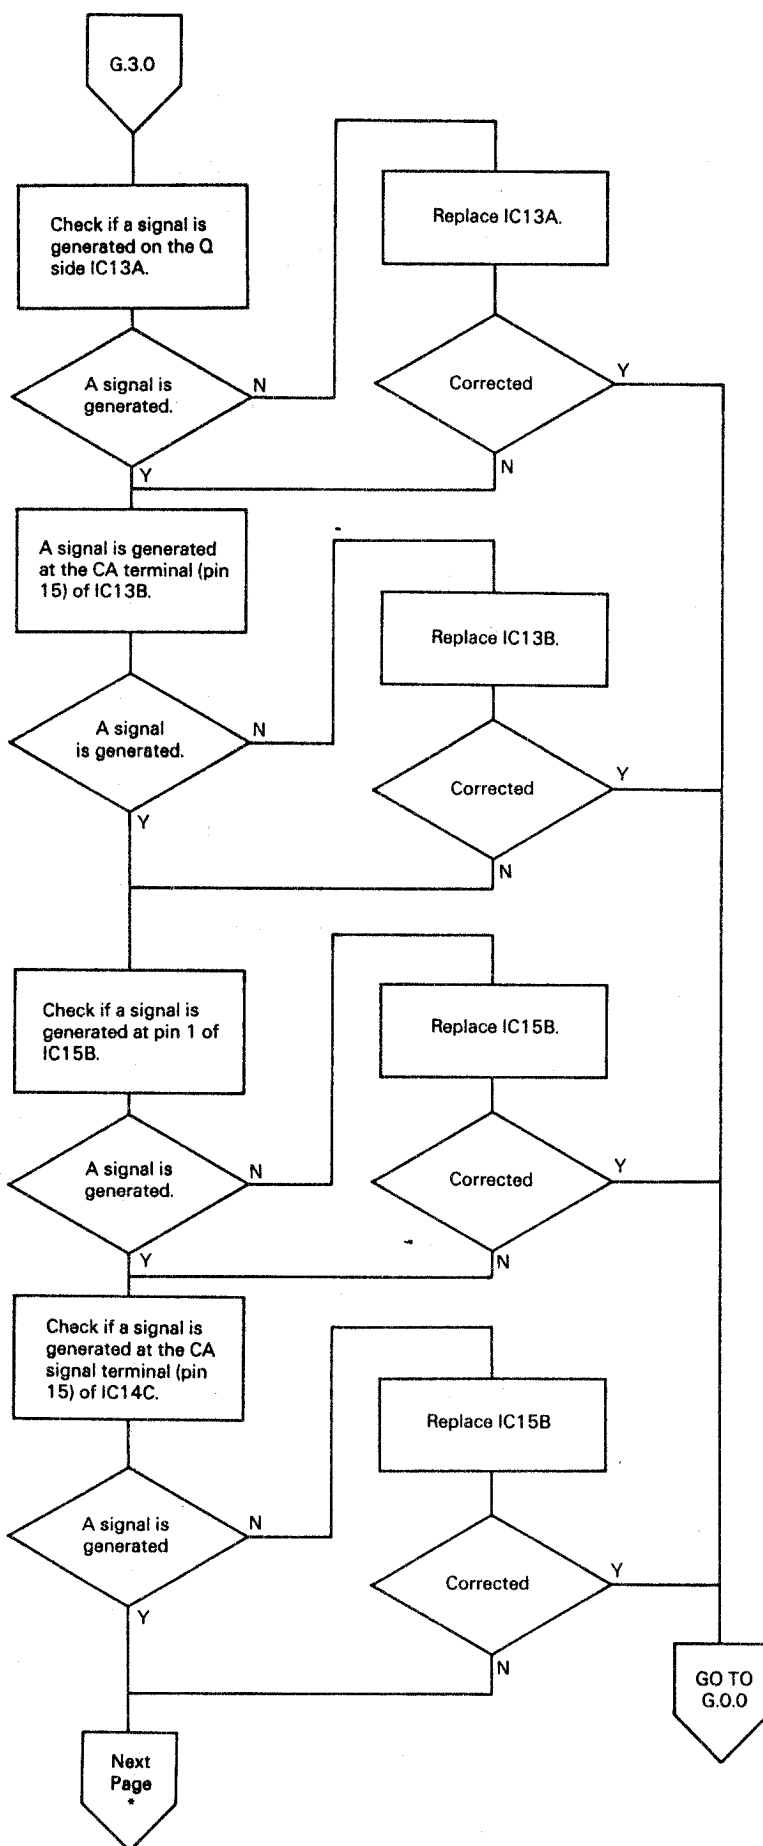 G.3.0
Check if a signal is
generated on the Q
side IC13A.
Replace IC13A.
A signal is
generated.
N
Y
Corrected
Y
N
A signal is generated
at the CA terminal (pin
15) of IC13B.
Replace IC13B.
A signal
is generated.
N
Y
Corrected
Y
N
Check if a signal is
generated at pin 1 of
IC15B.
Replace IC15B.
A signal is
generated.
N
Y
Corrected
Y
N
Check if a signal is
generated at the CA
signal terminal (pin
15) of IC14C.
Replace IC15B
A signal is
generated
N
Y
Corrected
Y
N
GO TO
G.0.0
Next
Page
*